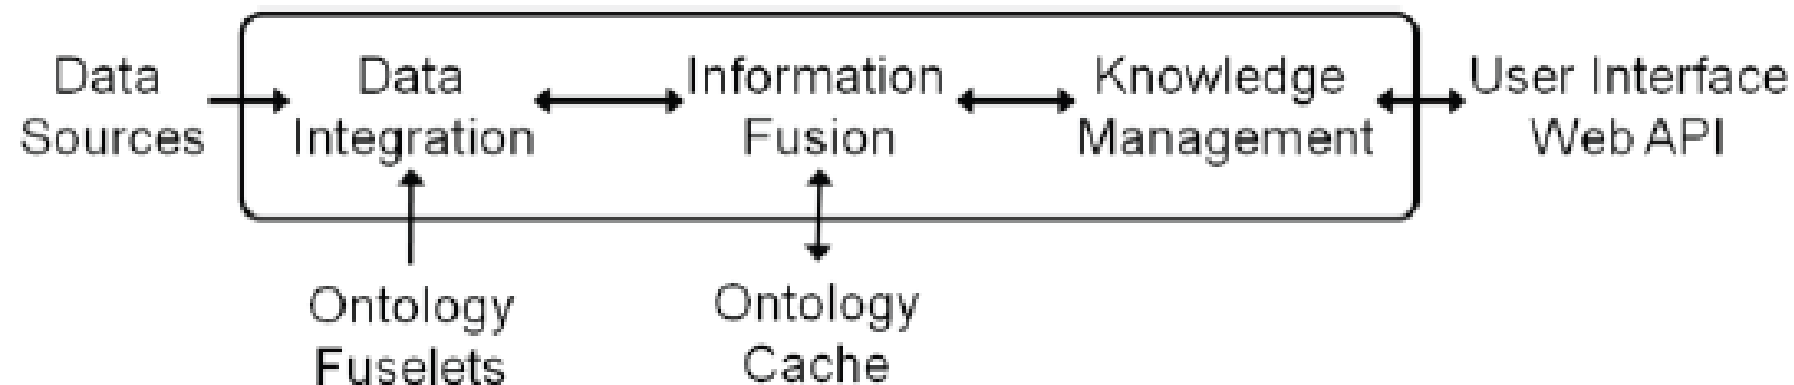 Data
Sources
Data
Integration
Information
Fusion
Knowledge
Management
User Interface
Web API
Ontology
Fuselets
Ontology
Cache